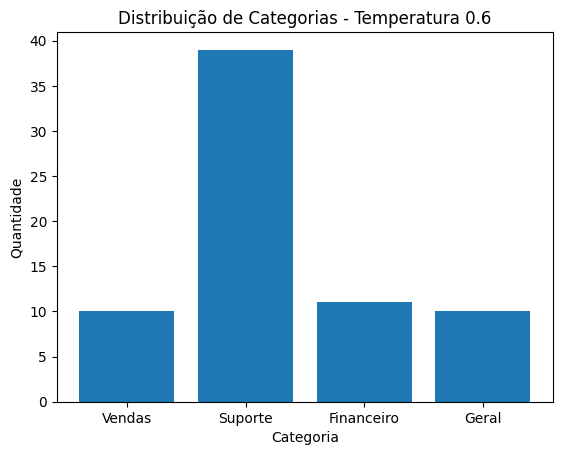 Distribuição de Categorias - Temperatura 0.6
Quantidade
40
35
30
25
20
15
10
5
0
Vendas Suporte Financeiro Geral
Categoria